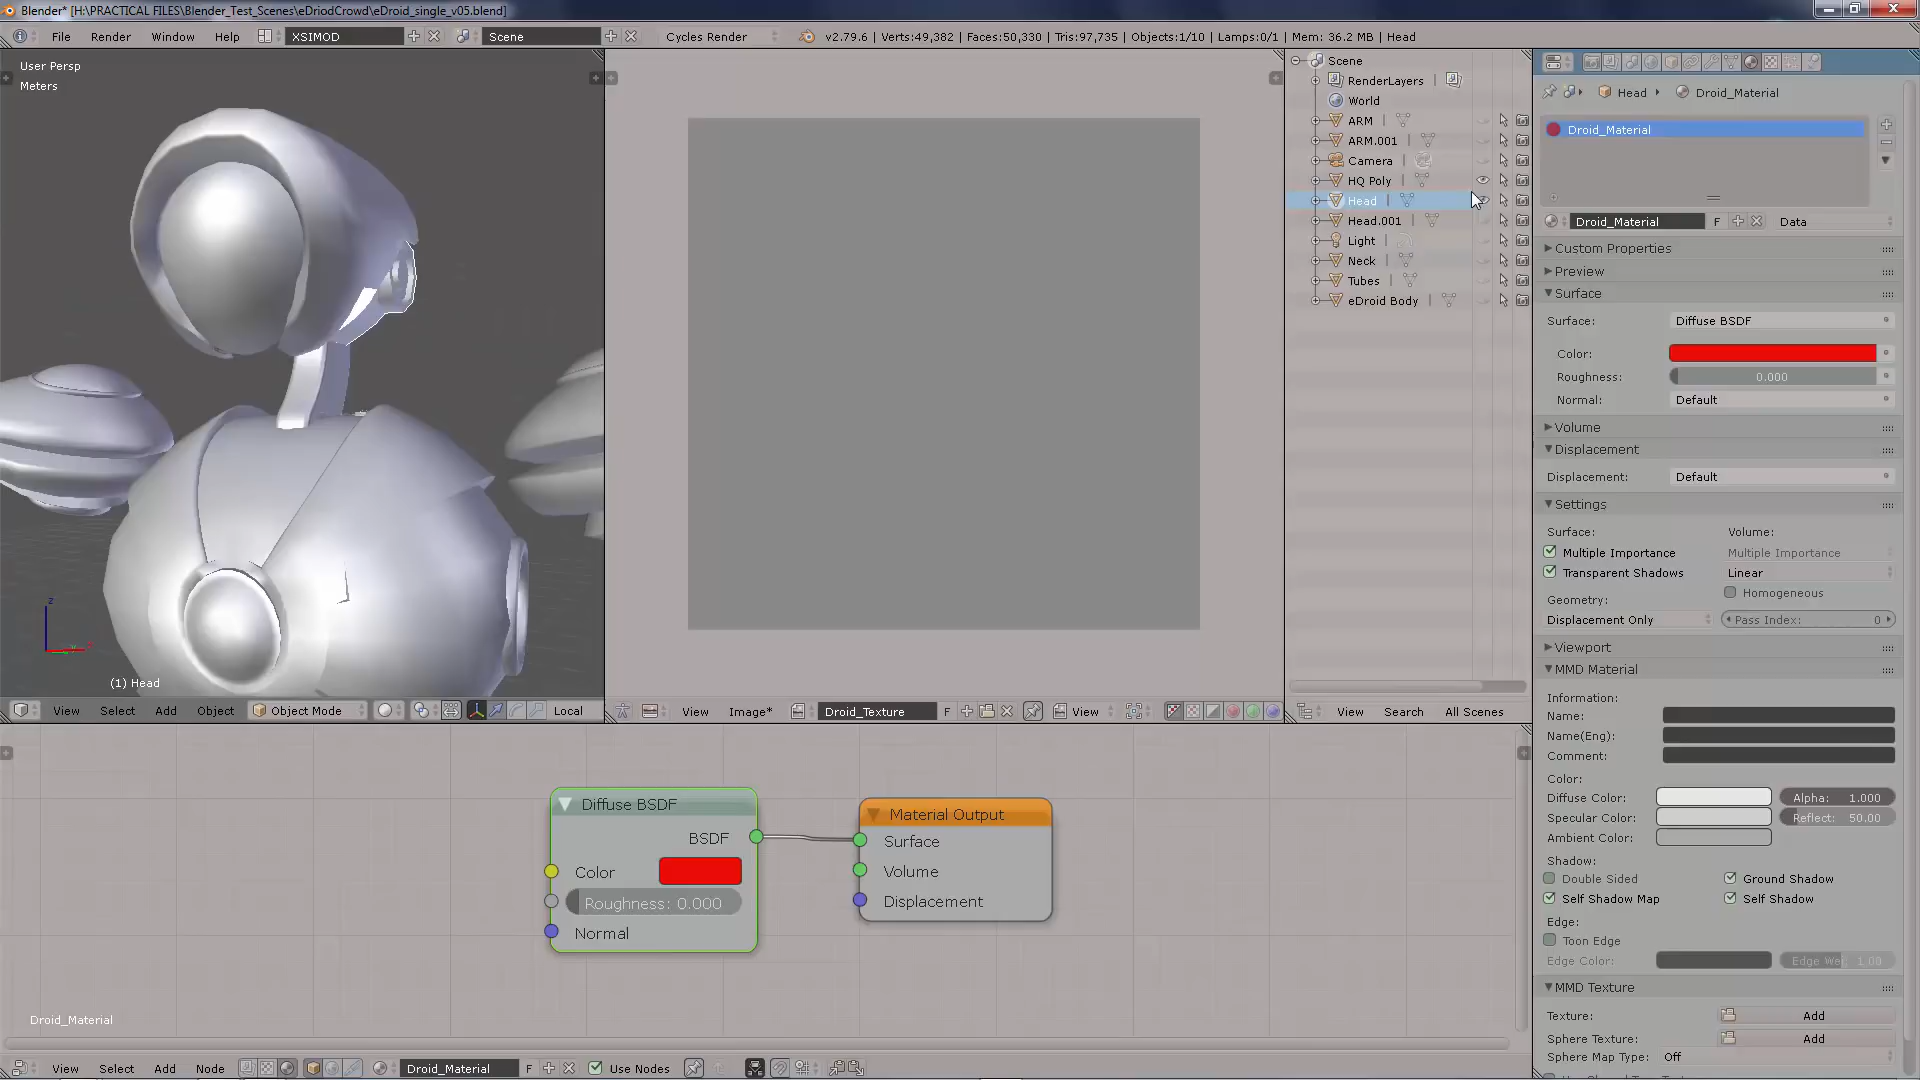 Blender* [H:\PRACTICAL FILES\Blender_Test_Scenes\eDriodCrowd\eDroid_single_v05.blend]
File Render Window Help XSIMOD Scene Cycles Render v2.79.6 | Verts:49,382 | Faces:50,330 | Tris:97,735 | Objects:1/10 | Lamps:0/1 | Mem: 36.2 MB | Head
User Persp
Meters
(1) Head
View Select Add Object Object Mode Local
View Image* Droid_Texture F View
Scene
RenderLayers
World
ARM
ARM.001
Camera
HQ Poly
Head
Head.001
Light
Neck
Tubes
eDroid Body
View Search All Scenes
Head Droid_Material
Droid_Material
Droid_Material F Data
Custom Properties
Preview
Surface
Surface: Diffuse BSDF
Color:
Roughness: 0.000
Normal: Default
Volume
Displacement
Displacement: Default
Settings
Surface: Volume:
Multiple Importance Multiple Importance
Transparent Shadows Linear
Homogeneous
Geometry:
Displacement Only Pass Index: 0
Viewport
MMD Material
Information:
Name:
Name(Eng):
Comment:
Color:
Diffuse Color: Alpha: 1.000
Specular Color: Reflect: 50.00
Ambient Color:
Shadow:
Double Sided Ground Shadow
Self Shadow Map Self Shadow
Edge:
Toon Edge
Edge Color: 1.00
MMD Texture
Texture: Add
Sphere Texture: Add
Sphere Map Type: Off
Diffuse BSDF
BSDF
Color
Roughness: 0.000
Normal
Material Output
Surface
Volume
Displacement
Droid_Material
View Select Add Node Droid_Material F Use Nodes